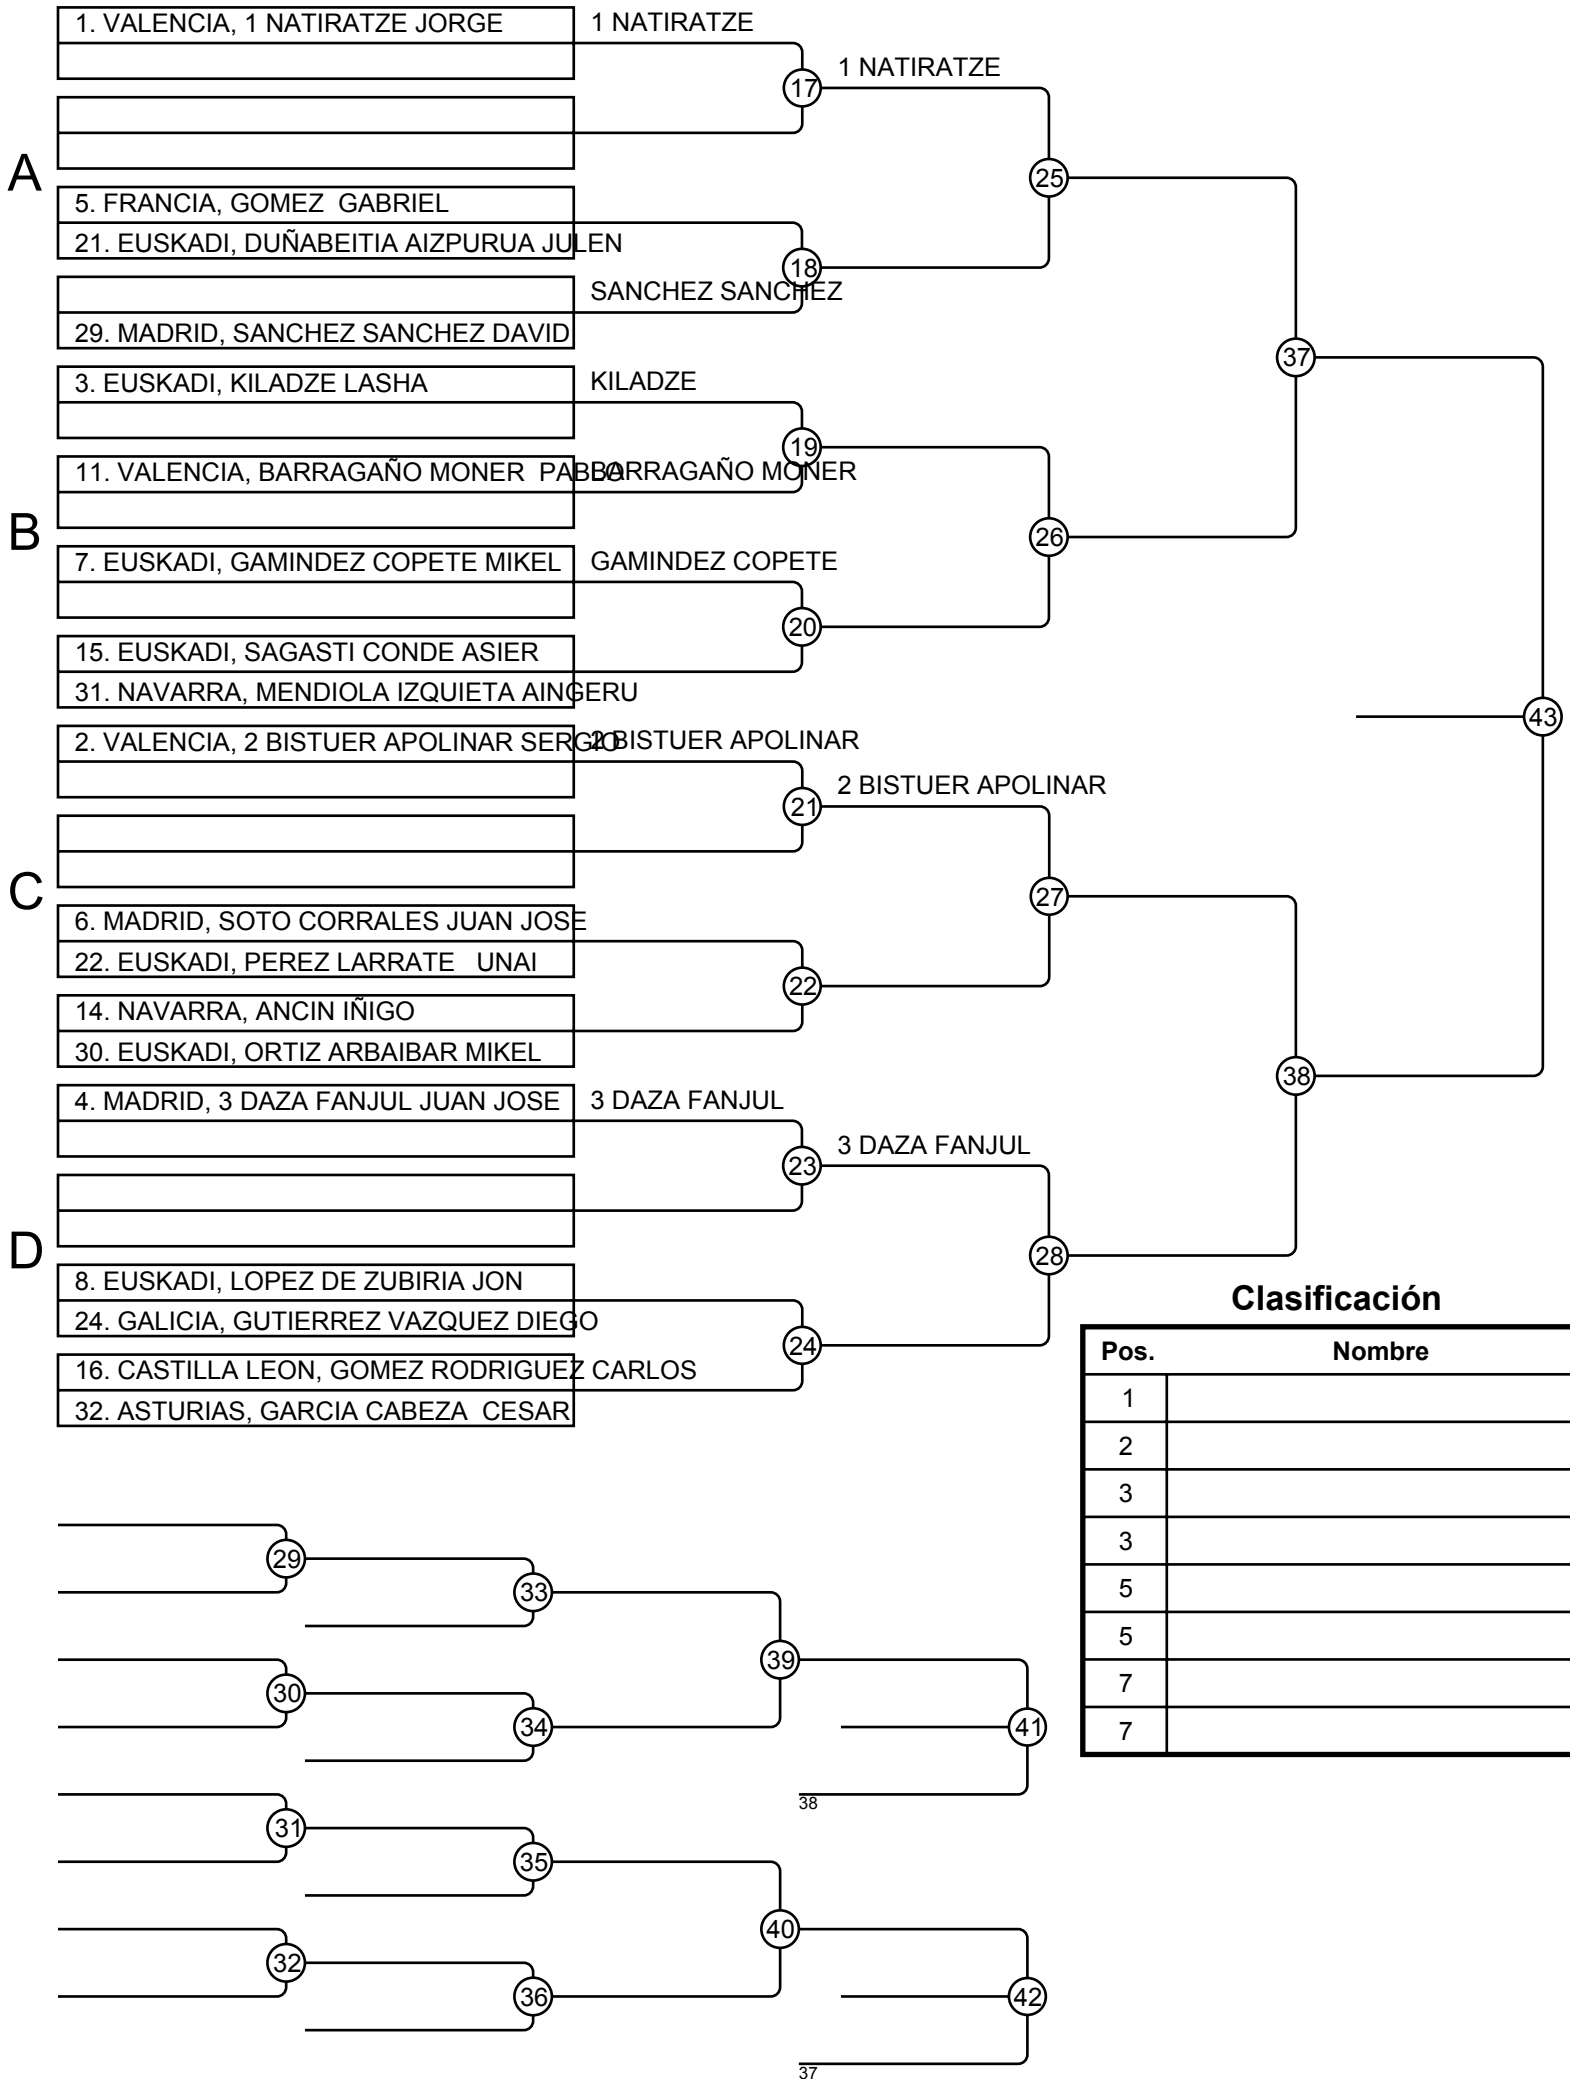 1. VALENCIA, 1 NATIRATZE JORGE
1 NATIRATZE
1 NATIRATZE
17
A
25
5. FRANCIA, GOMEZ  GABRIEL
21. EUSKADI, DUÑABEITIA AIZPURUA JULEN
18
SANCHEZ SANCHEZ
29. MADRID, SANCHEZ SANCHEZ DAVID
37
3. EUSKADI, KILADZE LASHA
KILADZE
19
11. VALENCIA, BARRAGAÑO MONER  PABLO
BARRAGAÑO MONER
B
26
7. EUSKADI, GAMINDEZ COPETE MIKEL
GAMINDEZ COPETE
20
15. EUSKADI, SAGASTI CONDE ASIER
31. NAVARRA, MENDIOLA IZQUIETA AINGERU
43
2. VALENCIA, 2 BISTUER APOLINAR SERGIO
2 BISTUER APOLINAR
2 BISTUER APOLINAR
21
C
27
6. MADRID, SOTO CORRALES JUAN JOSE
22. EUSKADI, PEREZ LARRATE   UNAI
22
14. NAVARRA, ANCIN IÑIGO
30. EUSKADI, ORTIZ ARBAIBAR MIKEL
38
4. MADRID, 3 DAZA FANJUL JUAN JOSE
3 DAZA FANJUL
3 DAZA FANJUL
23
D
28
8. EUSKADI, LOPEZ DE ZUBIRIA JON
24. GALICIA, GUTIERREZ VAZQUEZ DIEGO
24
16. CASTILLA LEON, GOMEZ RODRIGUEZ CARLOS
32. ASTURIAS, GARCIA CABEZA  CESAR
Clasificación
Pos. Nombre
1
2
3
3
5
5
7
7
29
33
39
30
34
41
38
31
35
40
32
36
42
37